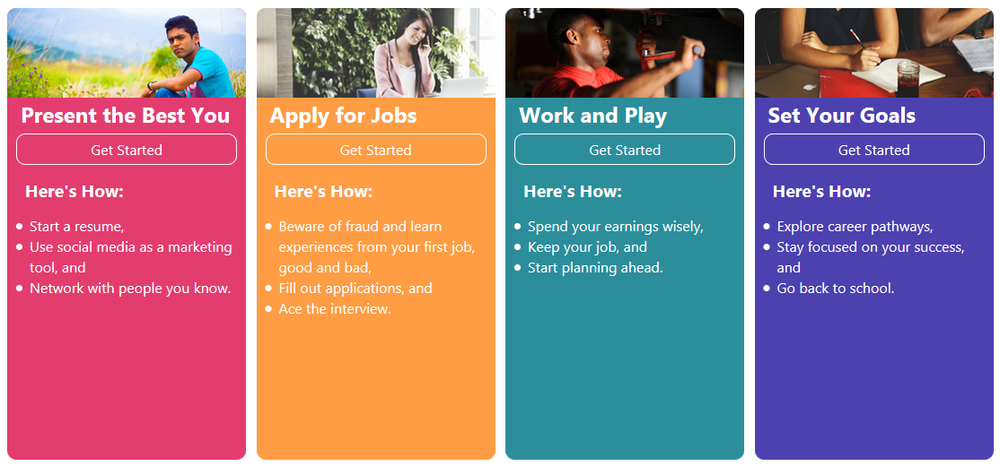 Present the Best You
Get Started
Here's How:
Start a resume,
Use social media as a marketing
tool, and
Network with people you know.
Apply for Jobs
Get Started
Here's How:
Beware of fraud and learn
experiences from your first job,
good and bad,
Fill out applications, and
Ace the interview.
Work and Play
Get Started
Here's How:
Spend your earnings wisely,
Keep your job, and
Start planning ahead.
Set Your Goals
Get Started
Here's How:
Explore career pathways,
Stay focused on your success,
and
Go back to school.